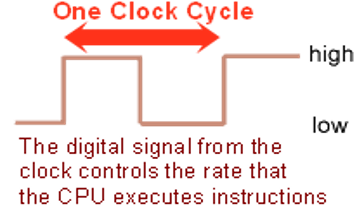 One Clock Cycle
high
low
The digital signal from the
clock controls the rate that
the CPU executes instructions